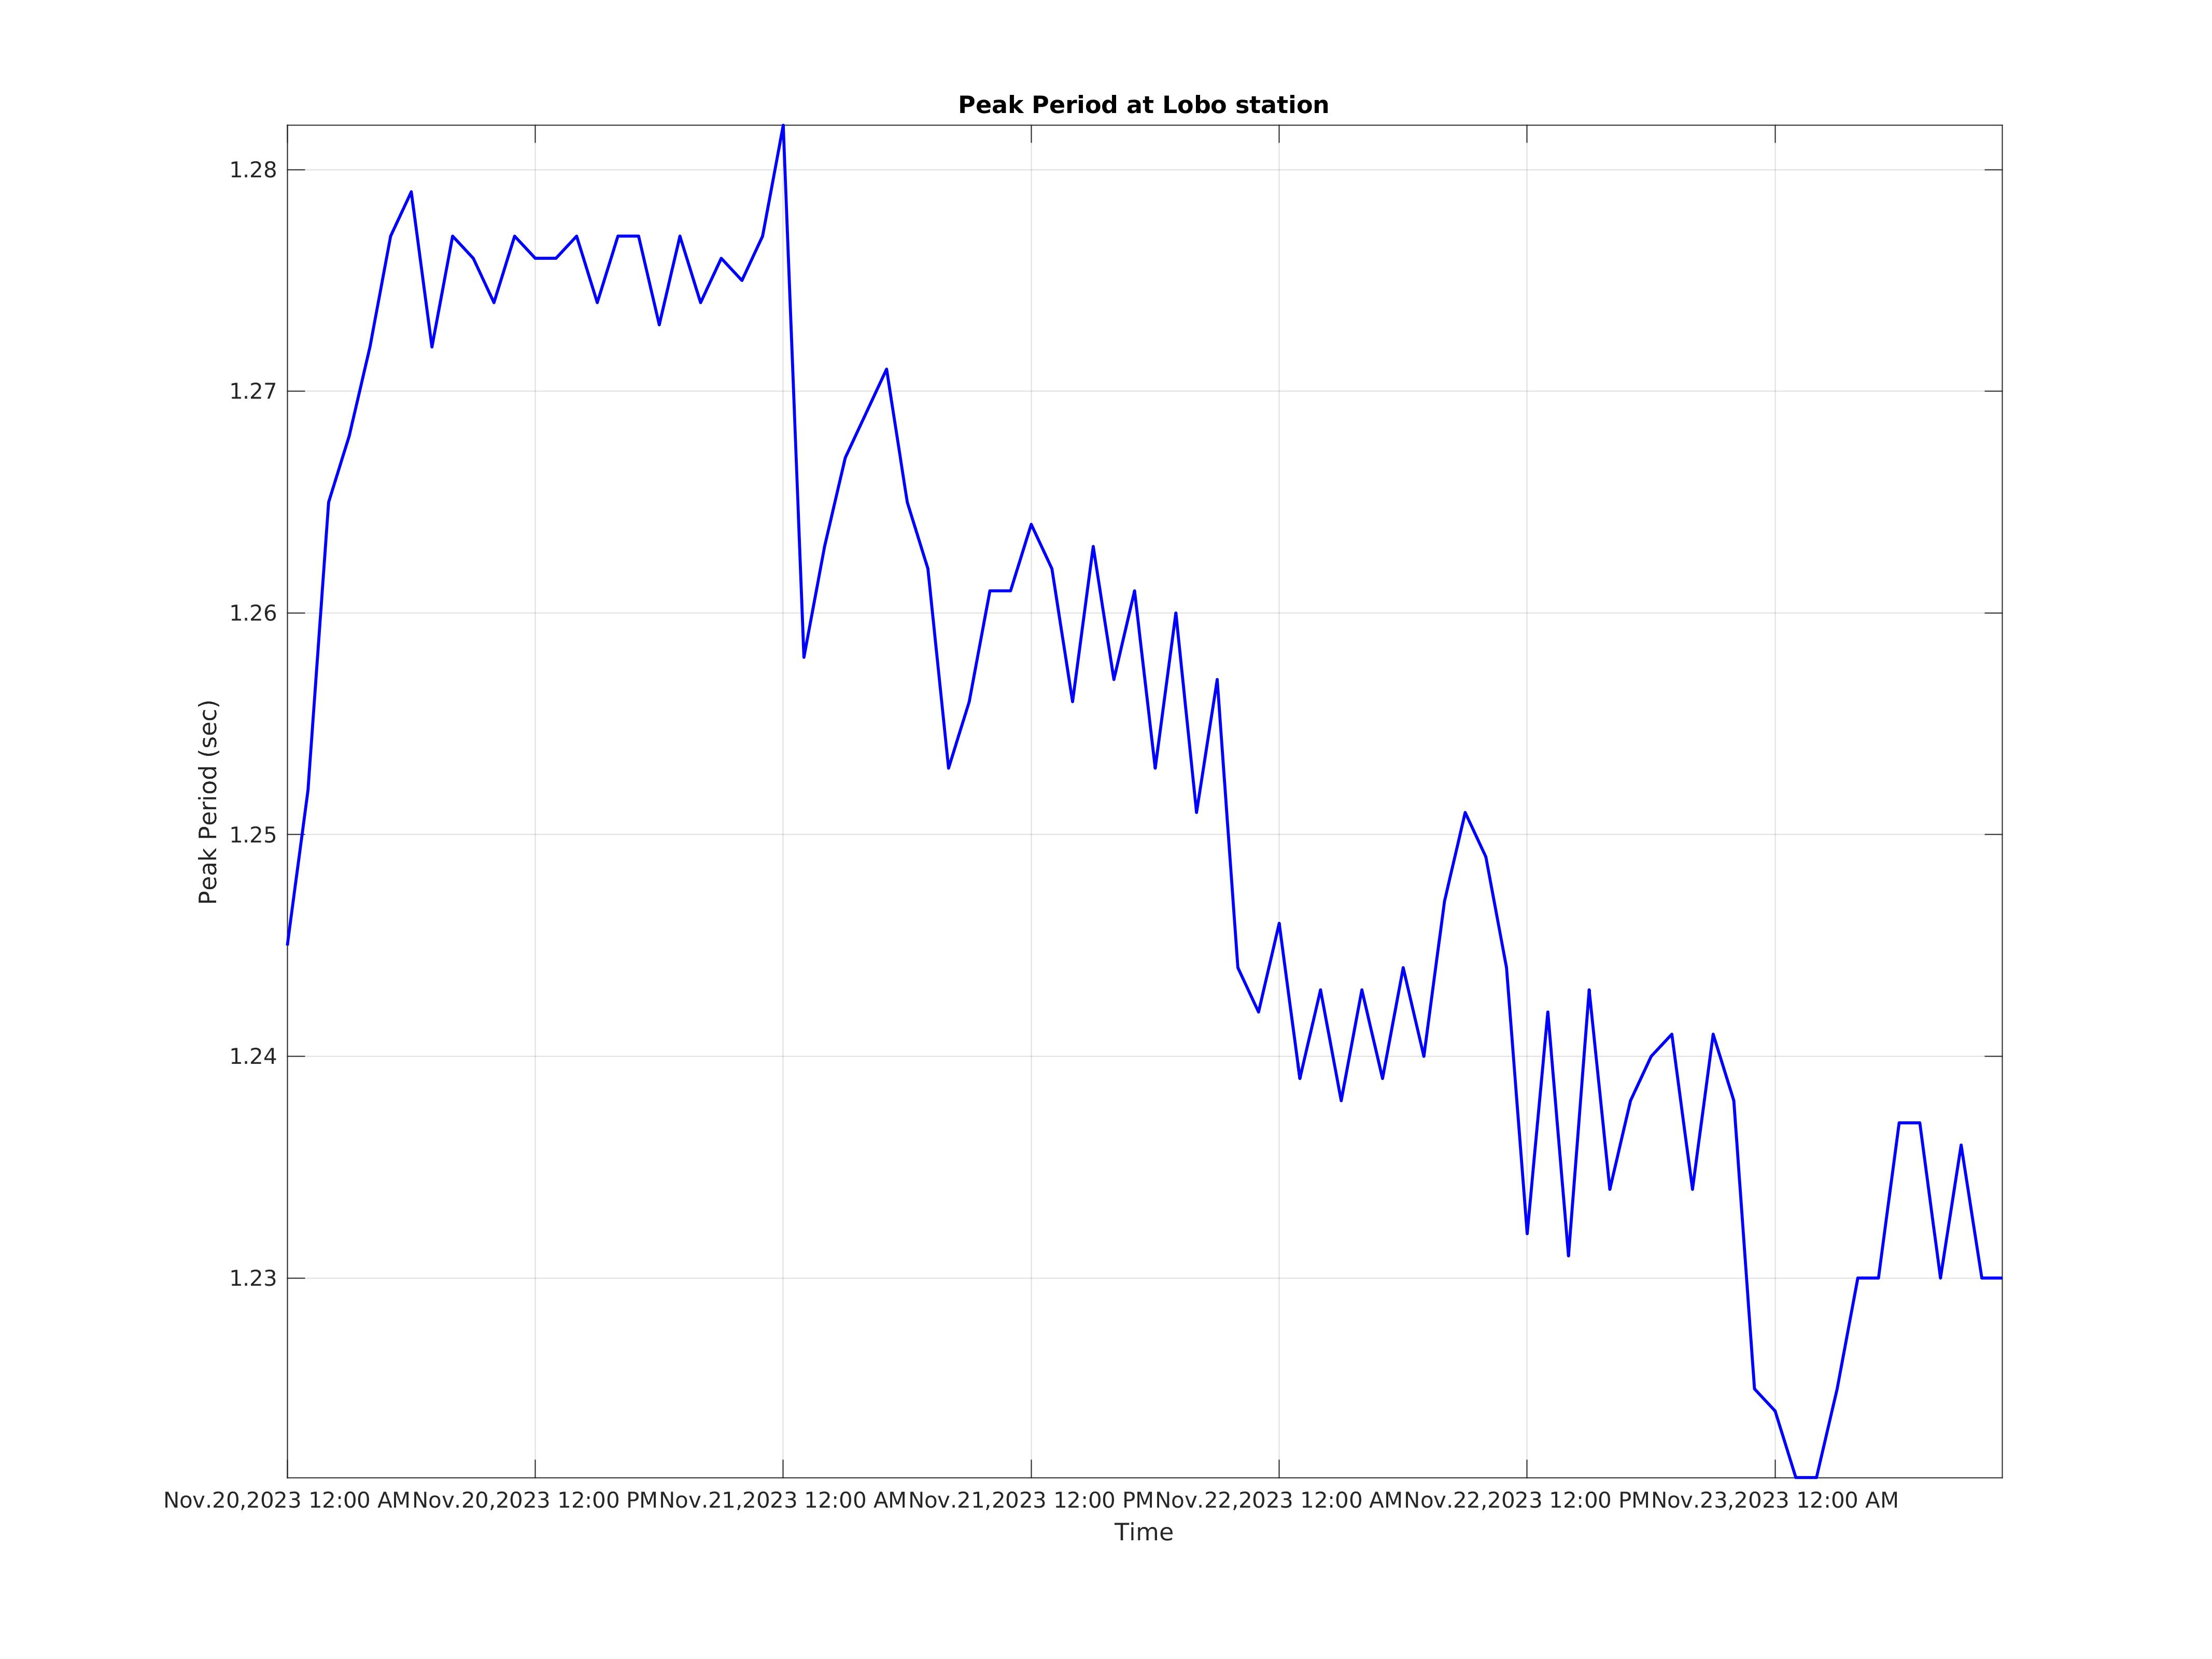 Peak Period at Lobo station
Peak Period (sec)
1.28
1.27
1.26
1.25
1.24
1.23
Nov.20,2023 12:00 AM Nov.20,2023 12:00 PM Nov.21,2023 12:00 AM Nov.21,2023 12:00 PM Nov.22,2023 12:00 AM Nov.22,2023 12:00 PM Nov.23,2023 12:00 AM
Time